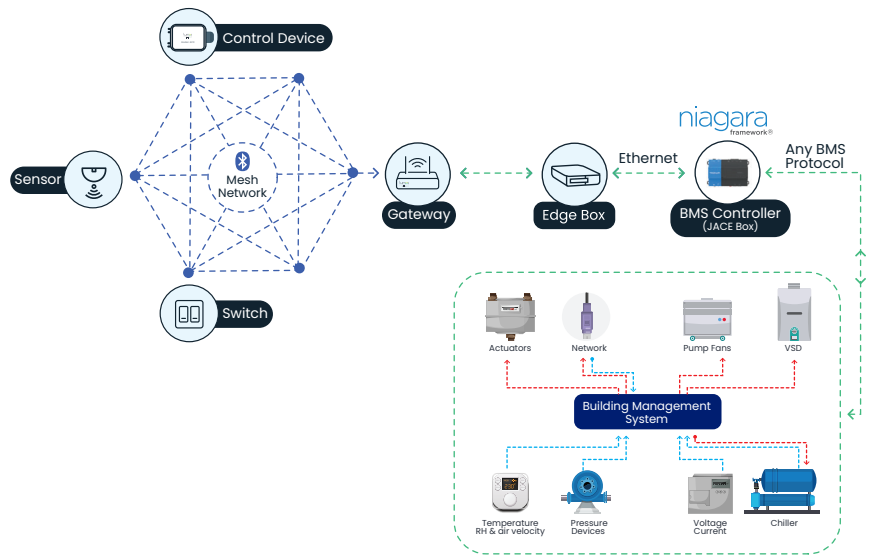 Control Device
niagara
framework®
Ethernet
Any BMS
Protocol
Sensor
Mesh
Network
Gateway
Edge Box
BMS Controller
(JACE Box)
Switch
Actuators
Network
Pump Fans
VSD
Building Management
System
Temperature
RH & air velocity
Pressure
Devices
Voltage
Current
Chiller